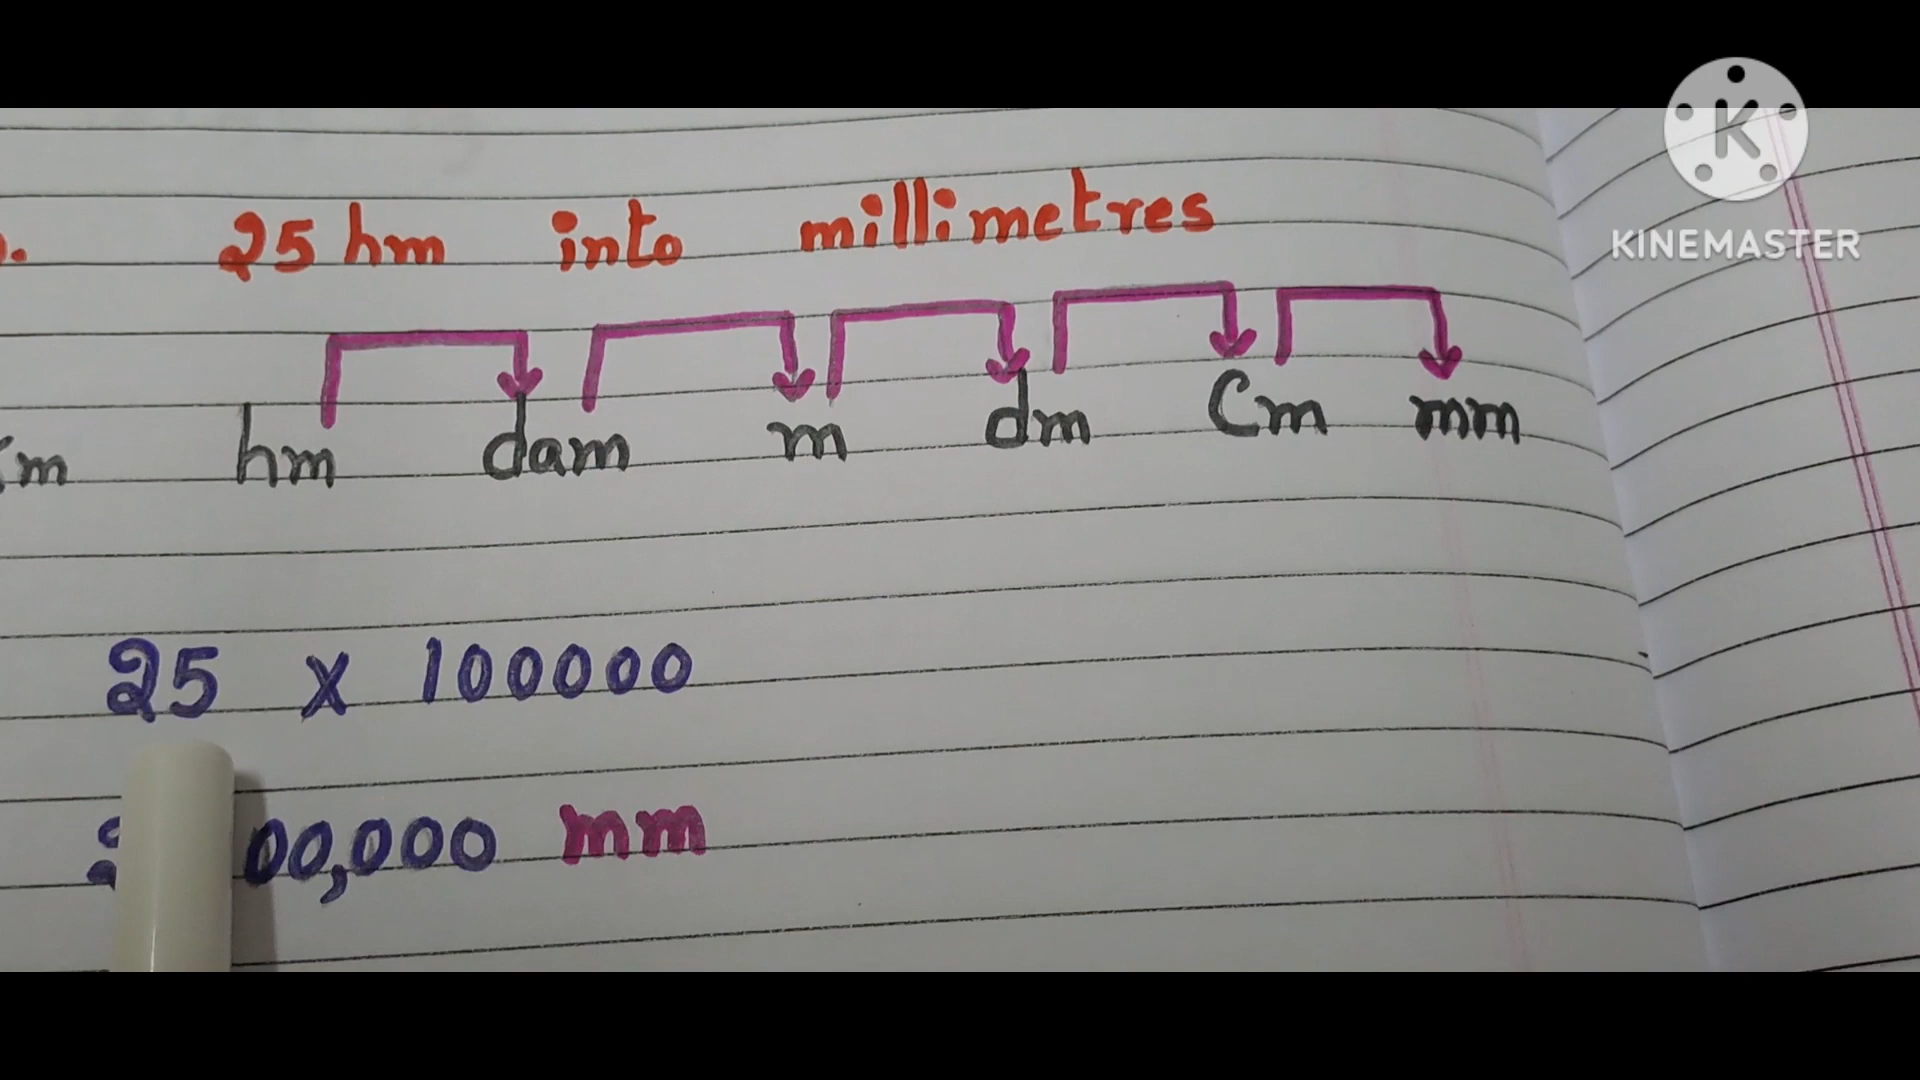 KINEMASTER
25 hm into millimetres
hm dam m dm Cm mm
25 x 100000
00,000 mm